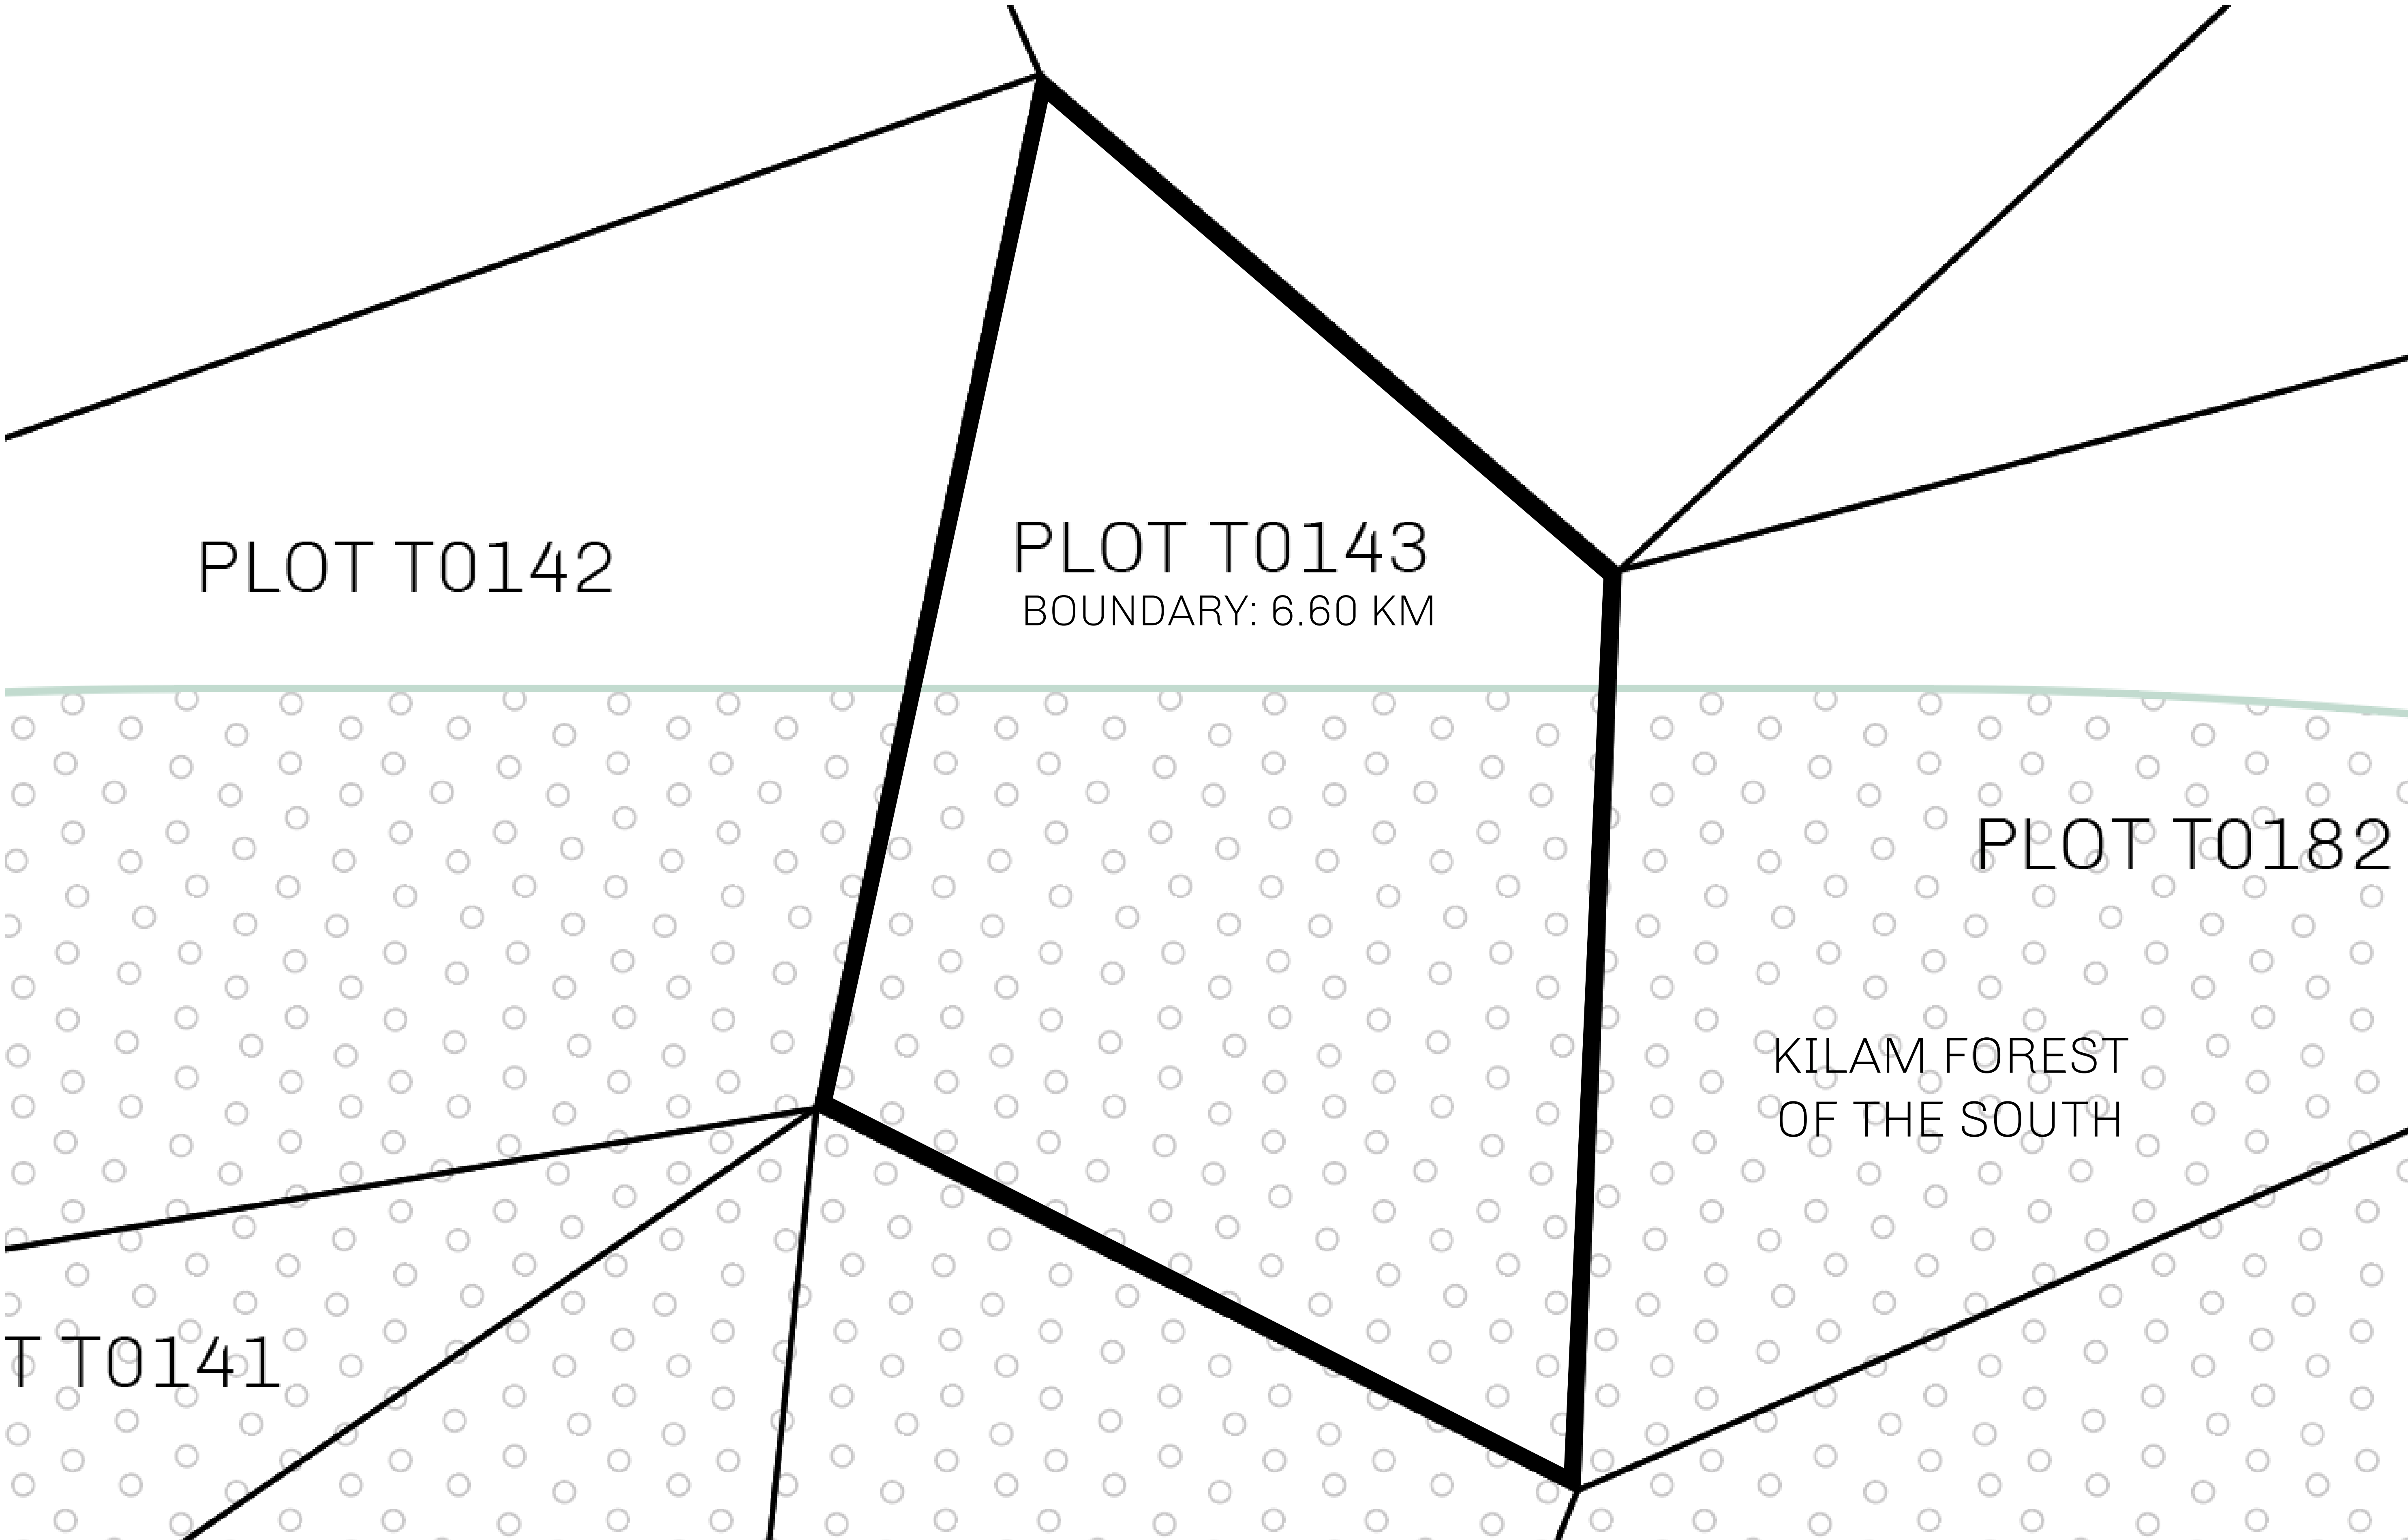 PLOT T0142
PLOT T0143
BOUNDARY: 6.60 KM
PLOT T0182
KILAM FOREST
OF THE SOUTH
T T0141